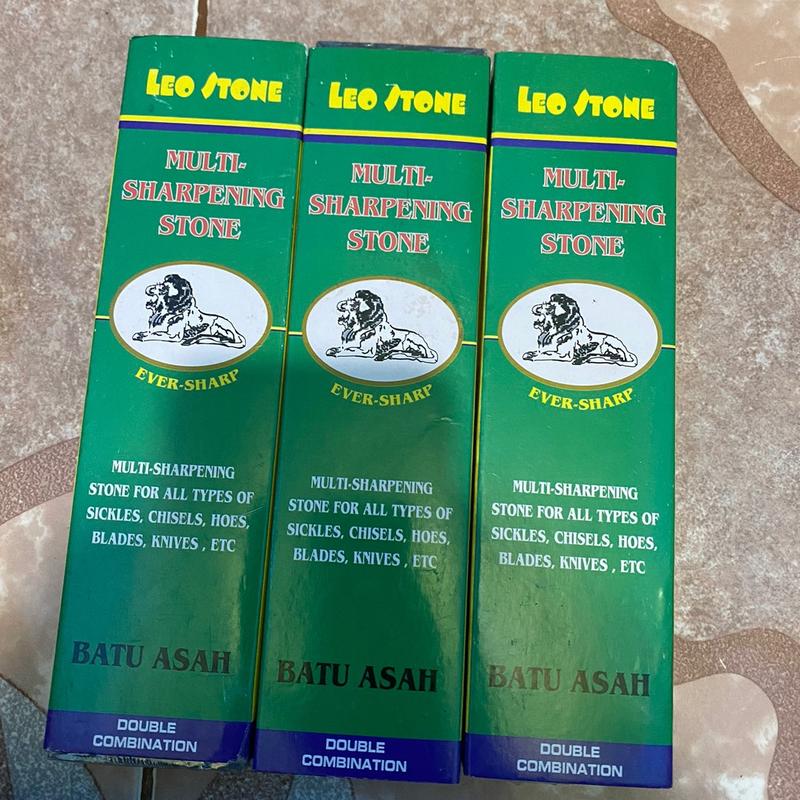 LEO STONE
MULTI-
SHARPENING
STONE
EVER-SHARP
MULTI-SHARPENING
STONE FOR ALL TYPES OF
SICKLES, CHISELS, HOES,
BLADES, KNIVES , ETC
BATU ASAH
DOUBLE
COMBINATION
LEO STONE
MULTI-
SHARPENING
STONE
EVER-SHARP
MULTI-SHARPENING
STONE FOR ALL TYPES OF
SICKLES, CHISELS, HOES,
BLADES, KNIVES , ETC
BATU ASAH
DOUBLE
COMBINATION
LEO STONE
MULTI-
SHARPENING
STONE
EVER-SHARP
MULTI-SHARPENING
STONE FOR ALL TYPES OF
SICKLES, CHISELS, HOES,
BLADES, KNIVES , ETC
BATU ASAH
DOUBLE
COMBINATION